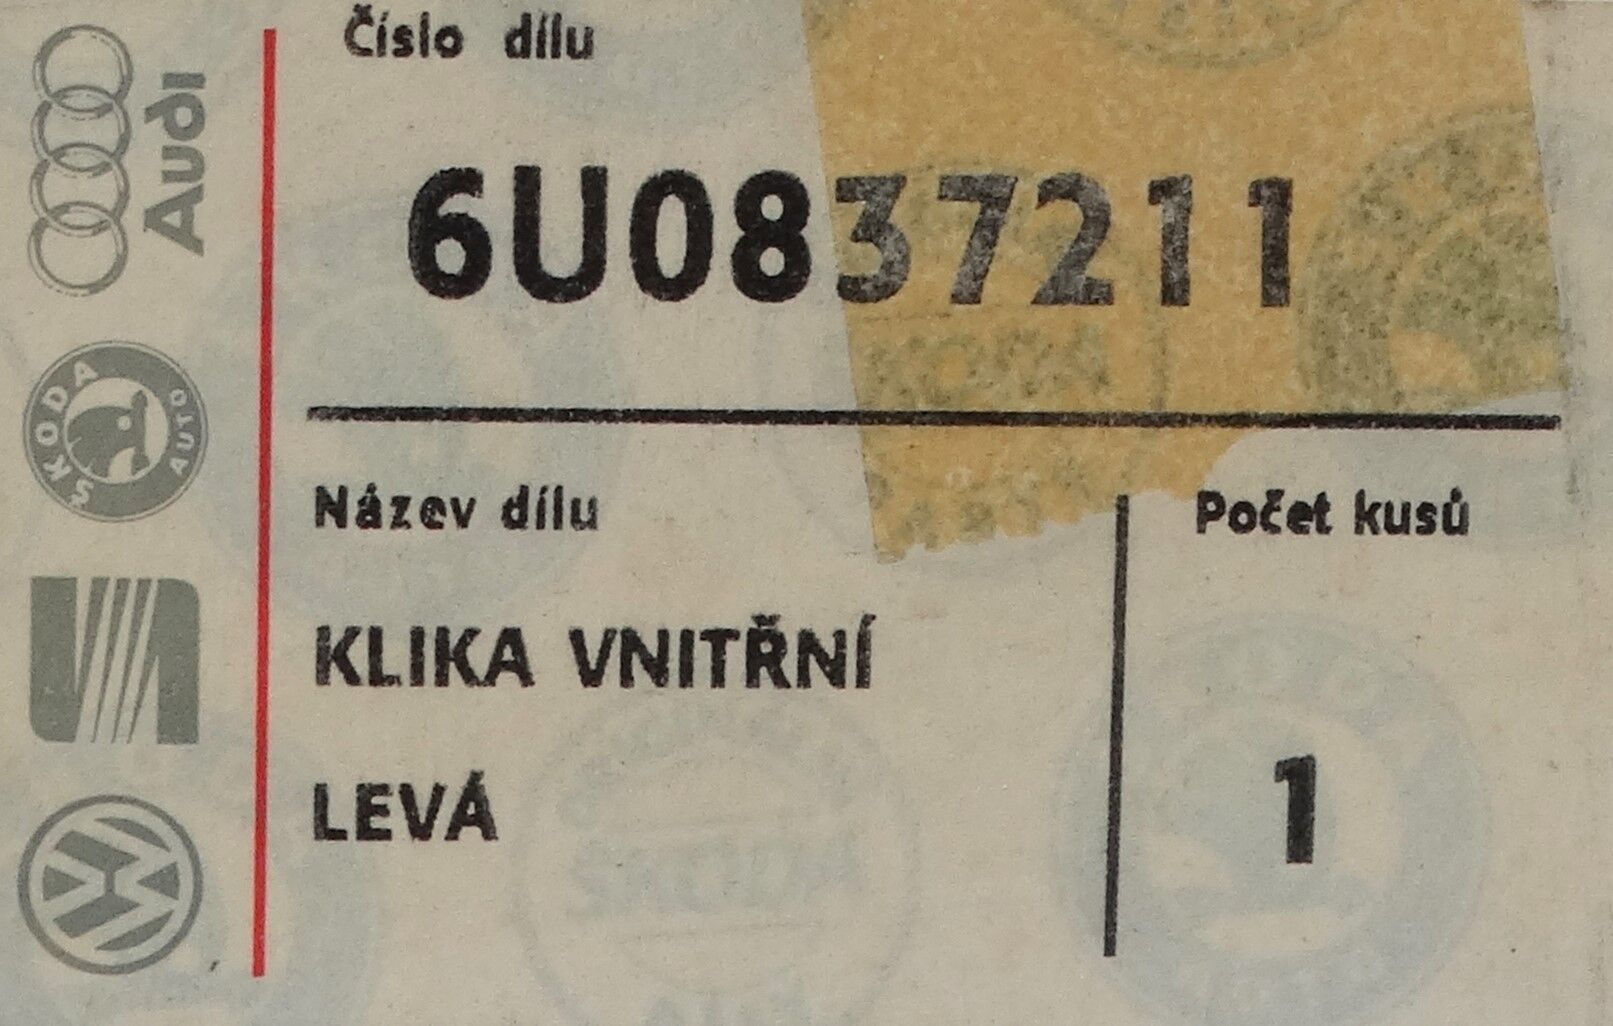 Číslo dílu
6U0837211
Název dílu
Počet kusů
KLIKA VNITŘNÍ
LEVÁ
1
Audi
ŠKODA
AUTO